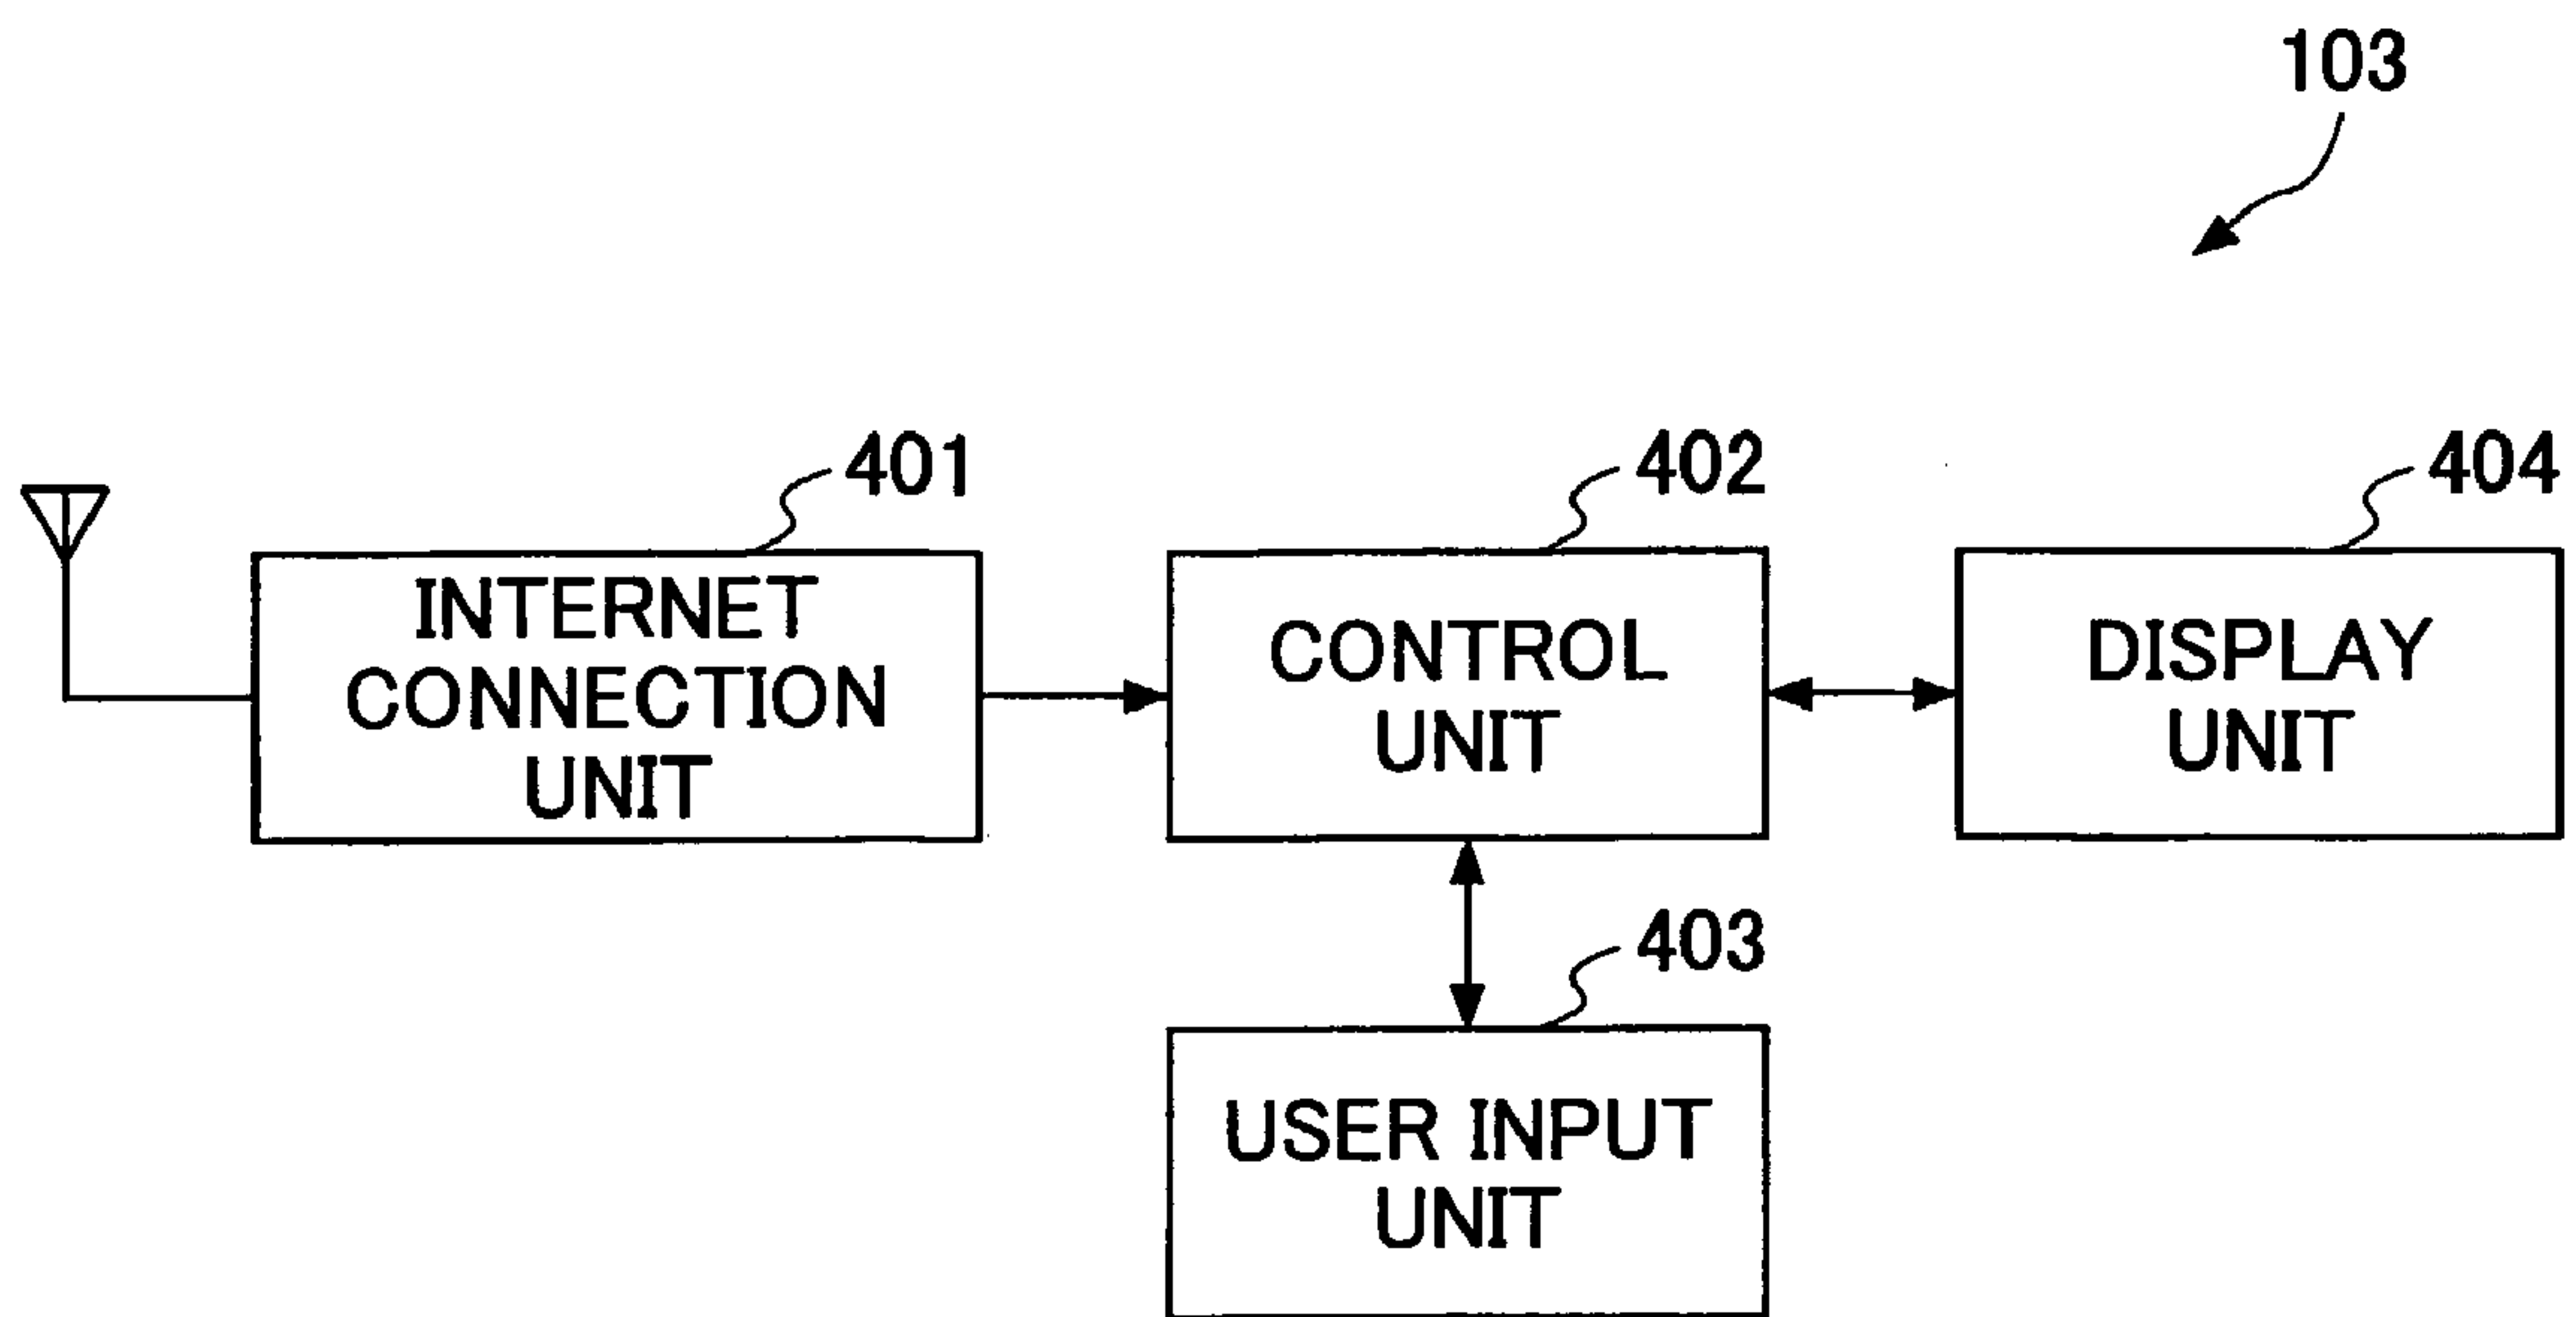 103
401
INTERNET
CONNECTION
UNIT
402
CONTROL
UNIT
404
DISPLAY
UNIT
403
USER INPUT
UNIT